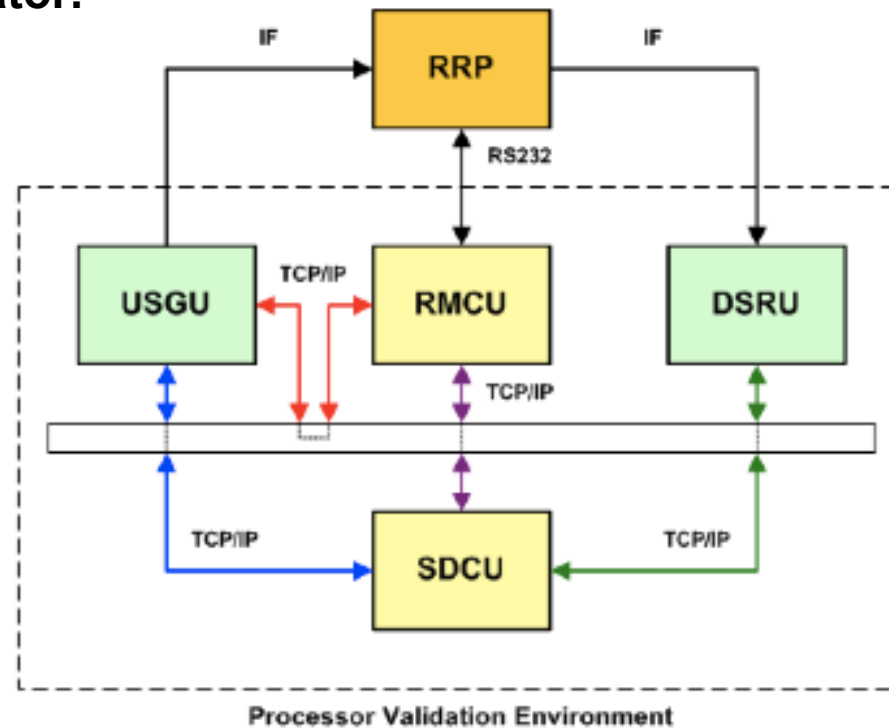 ator:
IF
IF
RRP
RS232
TCP/IP
USGU
RMCU
DSRU
TCP/IP
TCP/IP
TCP/IP
SDCU
Processor Validation Environment